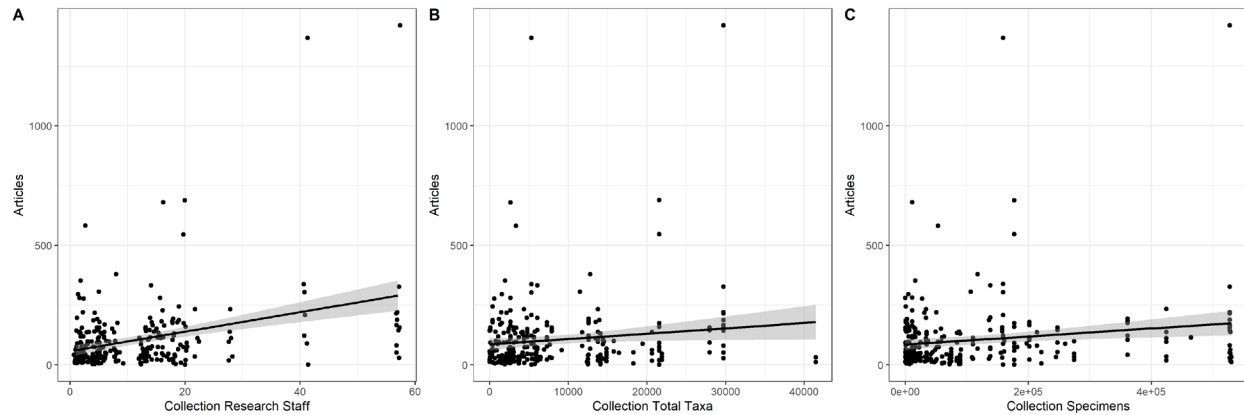 A
B
C
Articles
1000
500
0
0
20
40
60
Collection Research Staff
Articles
1000
500
0
0
10000
20000
30000
40000
Collection Total Taxa
Articles
1000
500
0
0e+00
2e+05
4e+05
Collection Specimens